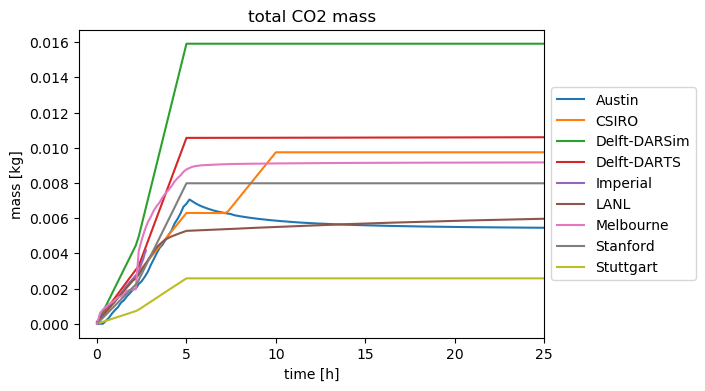 total CO2 mass
mass [kg]
0.016
0.014
0.012
0.010
0.008
0.006
0.004
0.002
0.000
0
5
10
15
20
25
time [h]
Austin
CSIRO
Delft-DARSim
Delft-DARTS
Imperial
LANL
Melbourne
Stanford
Stuttgart